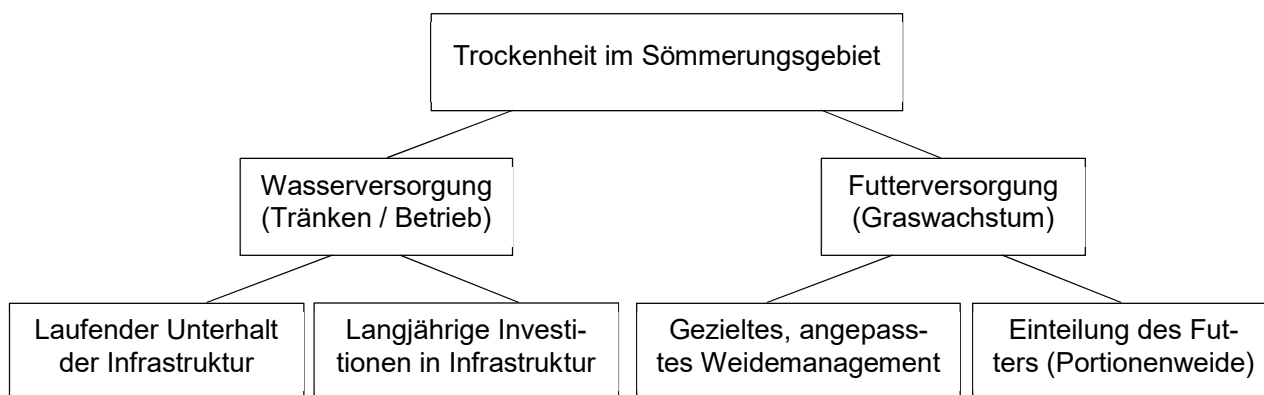 Trockenheit im Sömmerungsgebiet
Wasserversorgung
(Tränken / Betrieb)
Futterversorgung
(Graswachstum)
Laufender Unterhalt
der Infrastruktur
Langjährige Investi-
tionen in Infrastruktur
Gezieltes, angepass-
tes Weidemanagement
Einteilung des Fut-
ters (Portionenweide)